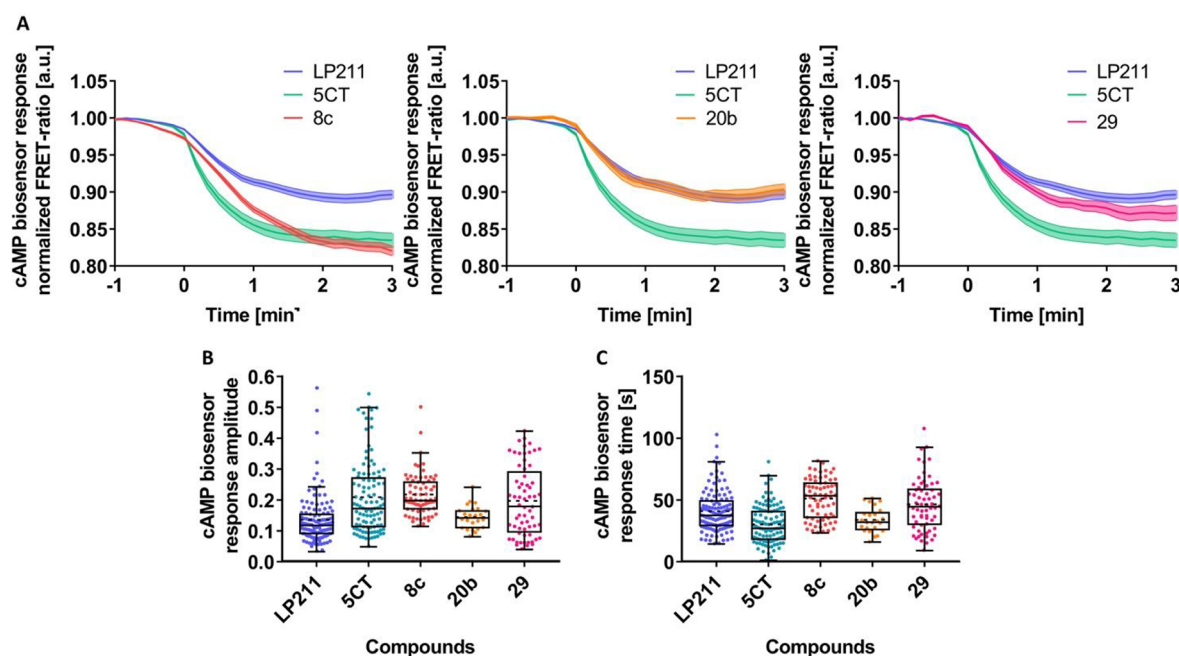 A
cAMP biosensor response
normalized FRET-ratio [a.u.]
1.05
1.00
0.95
0.90
0.85
0.80
-1
0
1
2
3
Time [min]
LP211
5CT
8c
cAMP biosensor response
normalized FRET-ratio [a.u.]
1.05
1.00
0.95
0.90
0.85
0.80
-1
0
1
2
3
Time [min]
LP211
5CT
20b
cAMP biosensor response
normalized FRET-ratio [a.u.]
1.05
1.00
0.95
0.90
0.85
0.80
-1
0
1
2
3
Time [min]
LP211
5CT
29
B
cAMP biosensor
response amplitude
0.6
0.5
0.4
0.3
0.2
0.1
0.0
LP211
5CT
8c
20b
29
Compounds
C
cAMP biosensor
response time [s]
150
100
50
0
LP211
5CT
8c
20b
29
Compounds